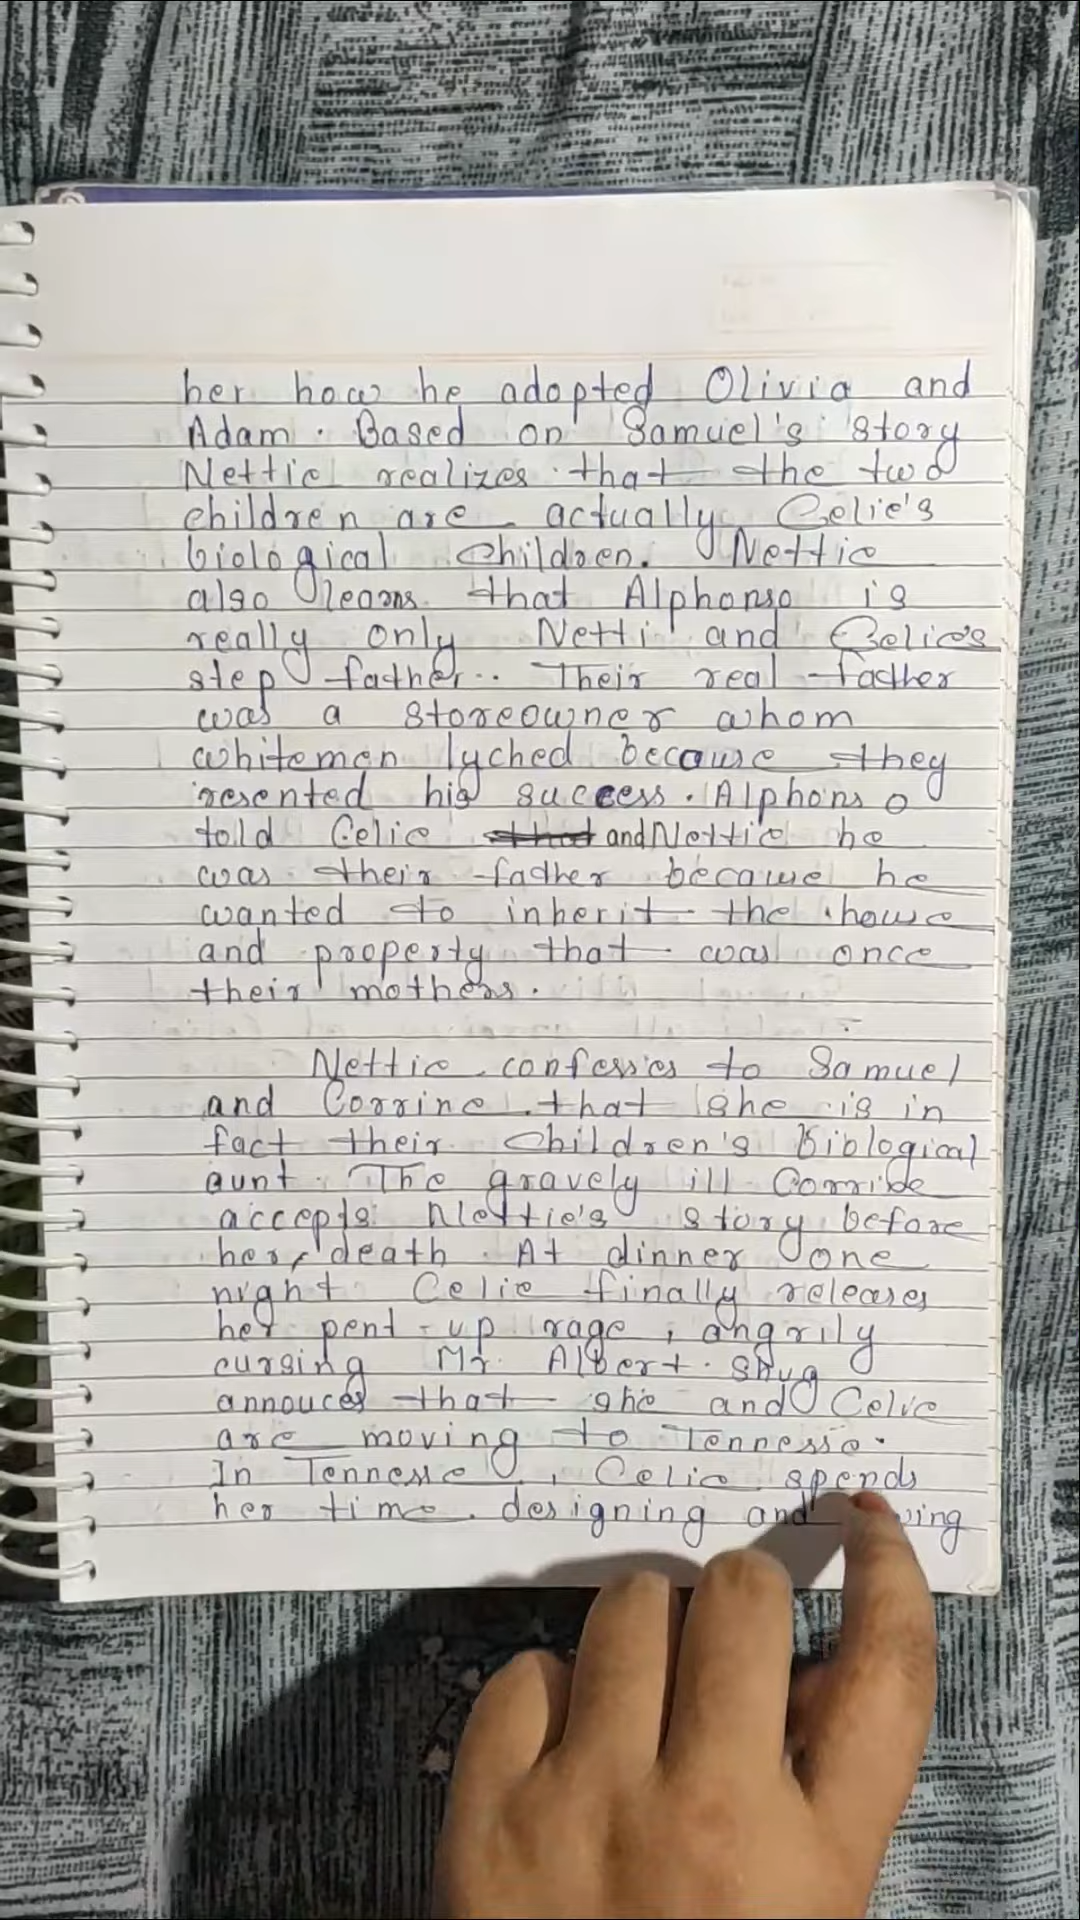 her how he adopted Olivia and
Adam. Based on Samuel's story
Nettie realizes that the two
children are actually Celie's
biological children. Nettie
also learns that Alphonso is
really only Netti and Celie's
step father.. Their real father
was a storeowner whom
whitemen lyched because they
resented his success. Alphonso
told Celie and Nettie he
was their father because he
wanted to inherit the house
and property that was once
their mothers.
Nettie confesses to Samuel
and Corrine that she is in
fact their children's biological
aunt. The gravely ill Corrine
accepts Nettie's story before
her death. At dinner one
night Celie finally releases
her pent-up rage, angrily
cursing Mr. Albert. Shug
annouces that she and Celie
are moving to Tennesse.
In Tennesse, Celie spends
her time designing and